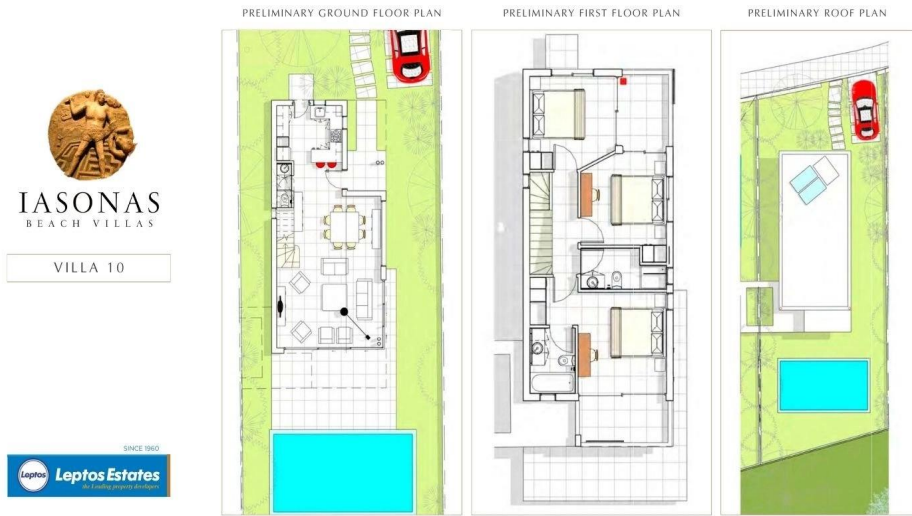 PRELIMINARY GROUND FLOOR PLAN
PRELIMINARY FIRST FLOOR PLAN
PRELIMINARY ROOF PLAN
IASONAS
BEACH VILLAS
VILLA 10
SINCE 1960
Leptos
Leptos Estates
the Leading property developers